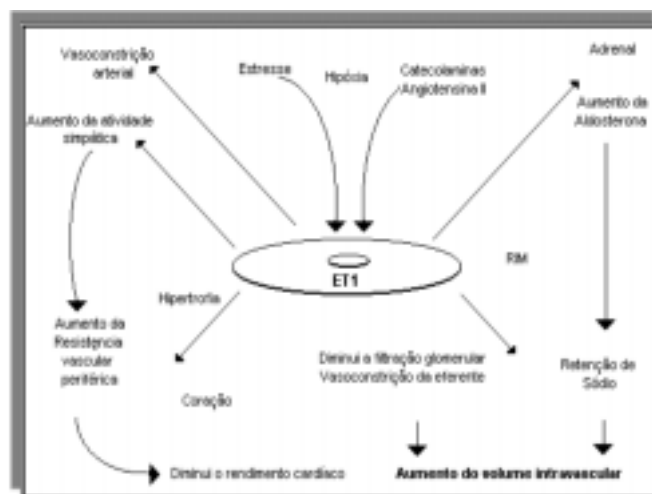 Vasoconstrição
arterial
Estresse
Hipóxia
Catecolaminas
Angiotensina II
Adrenal
Aumento da atividade
simpática
Aumento da
Aldosterona
ET1
RIM
Hipertrofia
Aumento da
Resistencia
vascular
periférica
Coração
Diminui a filtração glomerular
Vasoconstrição da eferente
Retenção de
Sódio
Diminui o rendimento cardíaco
Aumento do volume intravascular